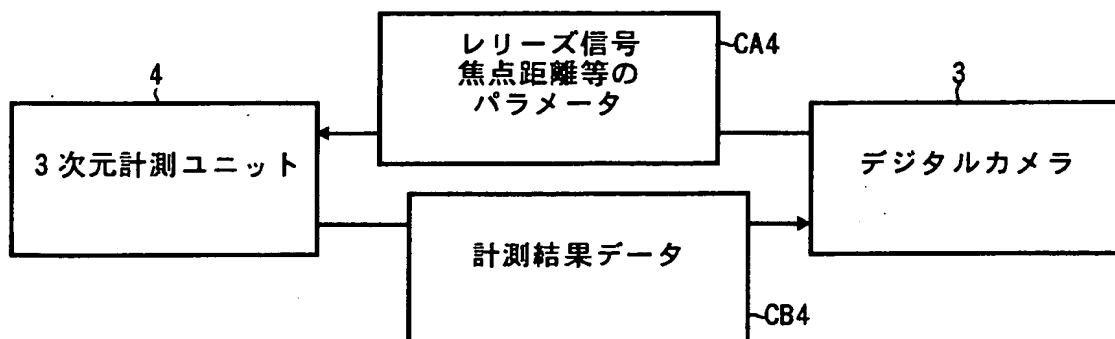 レリーズ信号
焦点距離等の
パラメータ
CA4
4
3次元計測ユニット
3
デジタルカメラ
計測結果データ
CB4